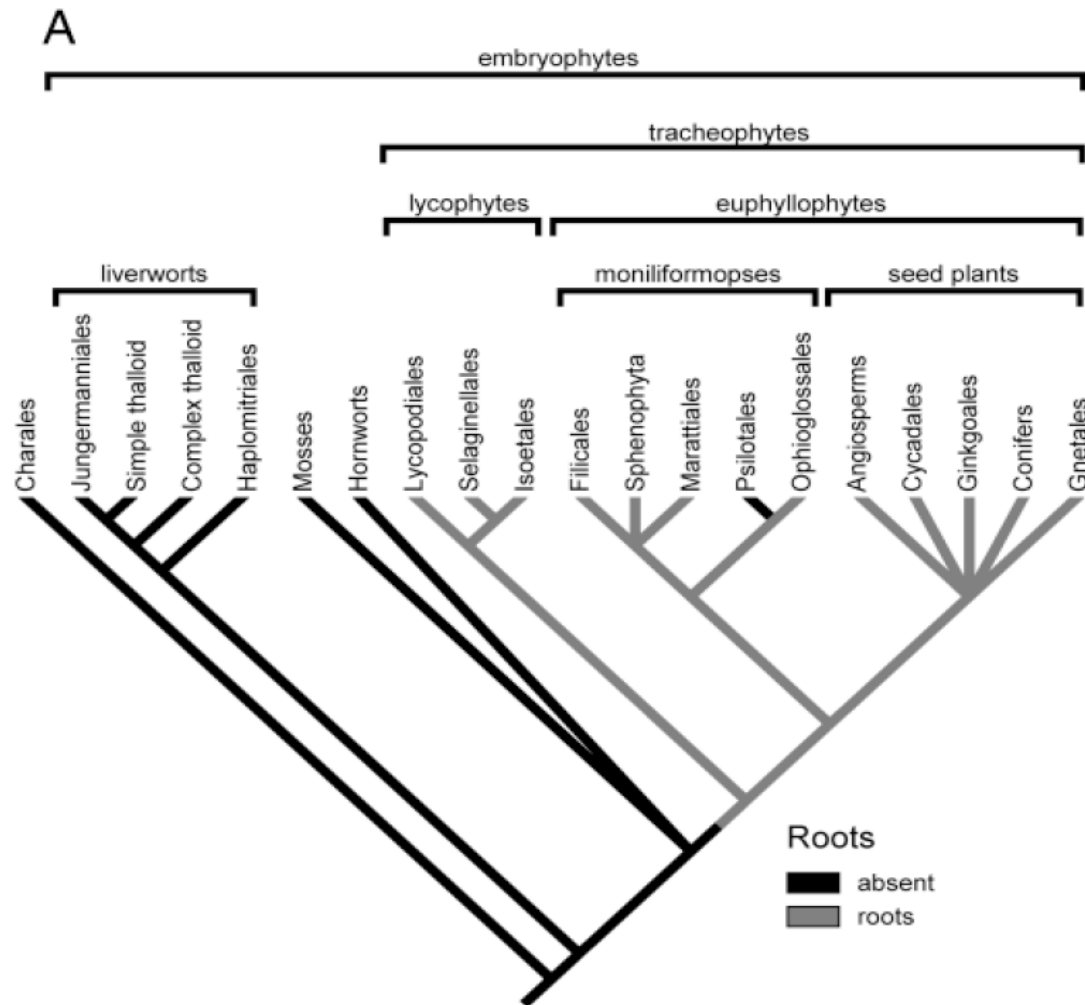 A
embryophytes
tracheophytes
lycophytes
euphyllophytes
liverworts
moniliformopses
seed plants
Charales
Jungermanniales
Simple thalloid
Complex thalloid
Haplomitriales
Mosses
Hornworts
Lycopodiales
Selaginellales
Isoetales
Filicales
Sphenophyta
Marattiales
Psilotales
Ophioglossales
Angiosperms
Cycadales
Ginkgoales
Conifers
Gnetales
Roots
absent
roots